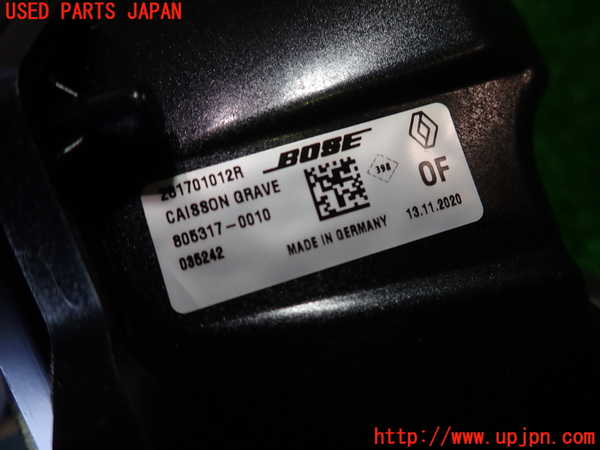 USED PARTS JAPAN
BOSE
281701012R
CAISSON GRAVE
805317-0010
035242
398
OF
MADE IN GERMANY
13.11.2020
http://www.upjpn.com/